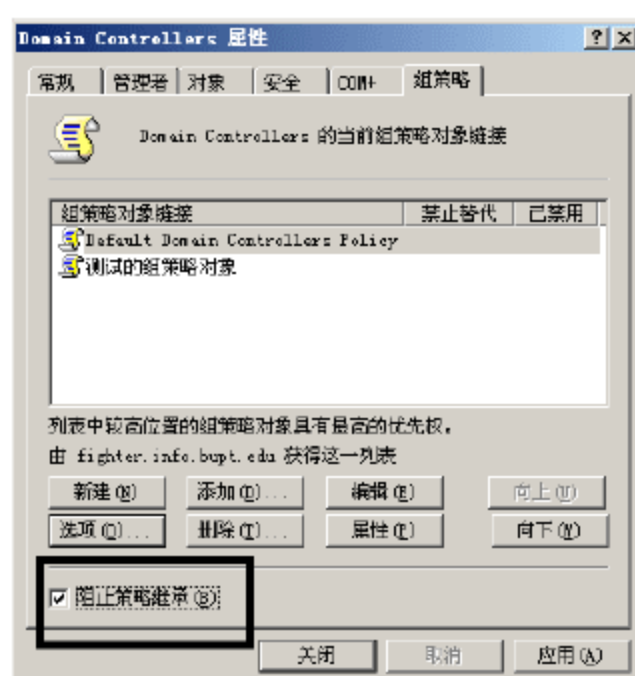 Domain Controllers 属性
常规 管理者 对象 安全 COM+ 组策略
Domain Controllers 的当前组策略对象链接
组策略对象链接 禁止替代 已禁用
Default Domain Controllers Policy
测试的组策略对象
列表中较高位置的组策略对象具有最高的优先权。
由 fighter.info.bupt.edu 获得这一列表
新建(N) 添加(D)... 编辑(E) 向上(U)
选项(O)... 删除(T)... 属性(P) 向下(W)
阻止策略继承(B)
关闭 取消 应用(A)